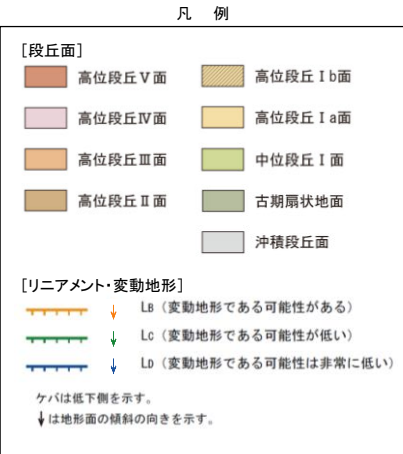 凡 例
[段丘面]
高位段丘Ⅴ面
高位段丘Ⅳ面
高位段丘Ⅲ面
高位段丘Ⅱ面
高位段丘Ⅰb面
高位段丘Ⅰa面
中位段丘Ⅰ面
古期扇状地面
沖積段丘面
[リニアメント・変動地形]
LB(変動地形である可能性がある)
LC(変動地形である可能性が低い)
LD(変動地形である可能性は非常に低い)
ケバは低下側を示す。
↓は地形面の傾斜の向きを示す。